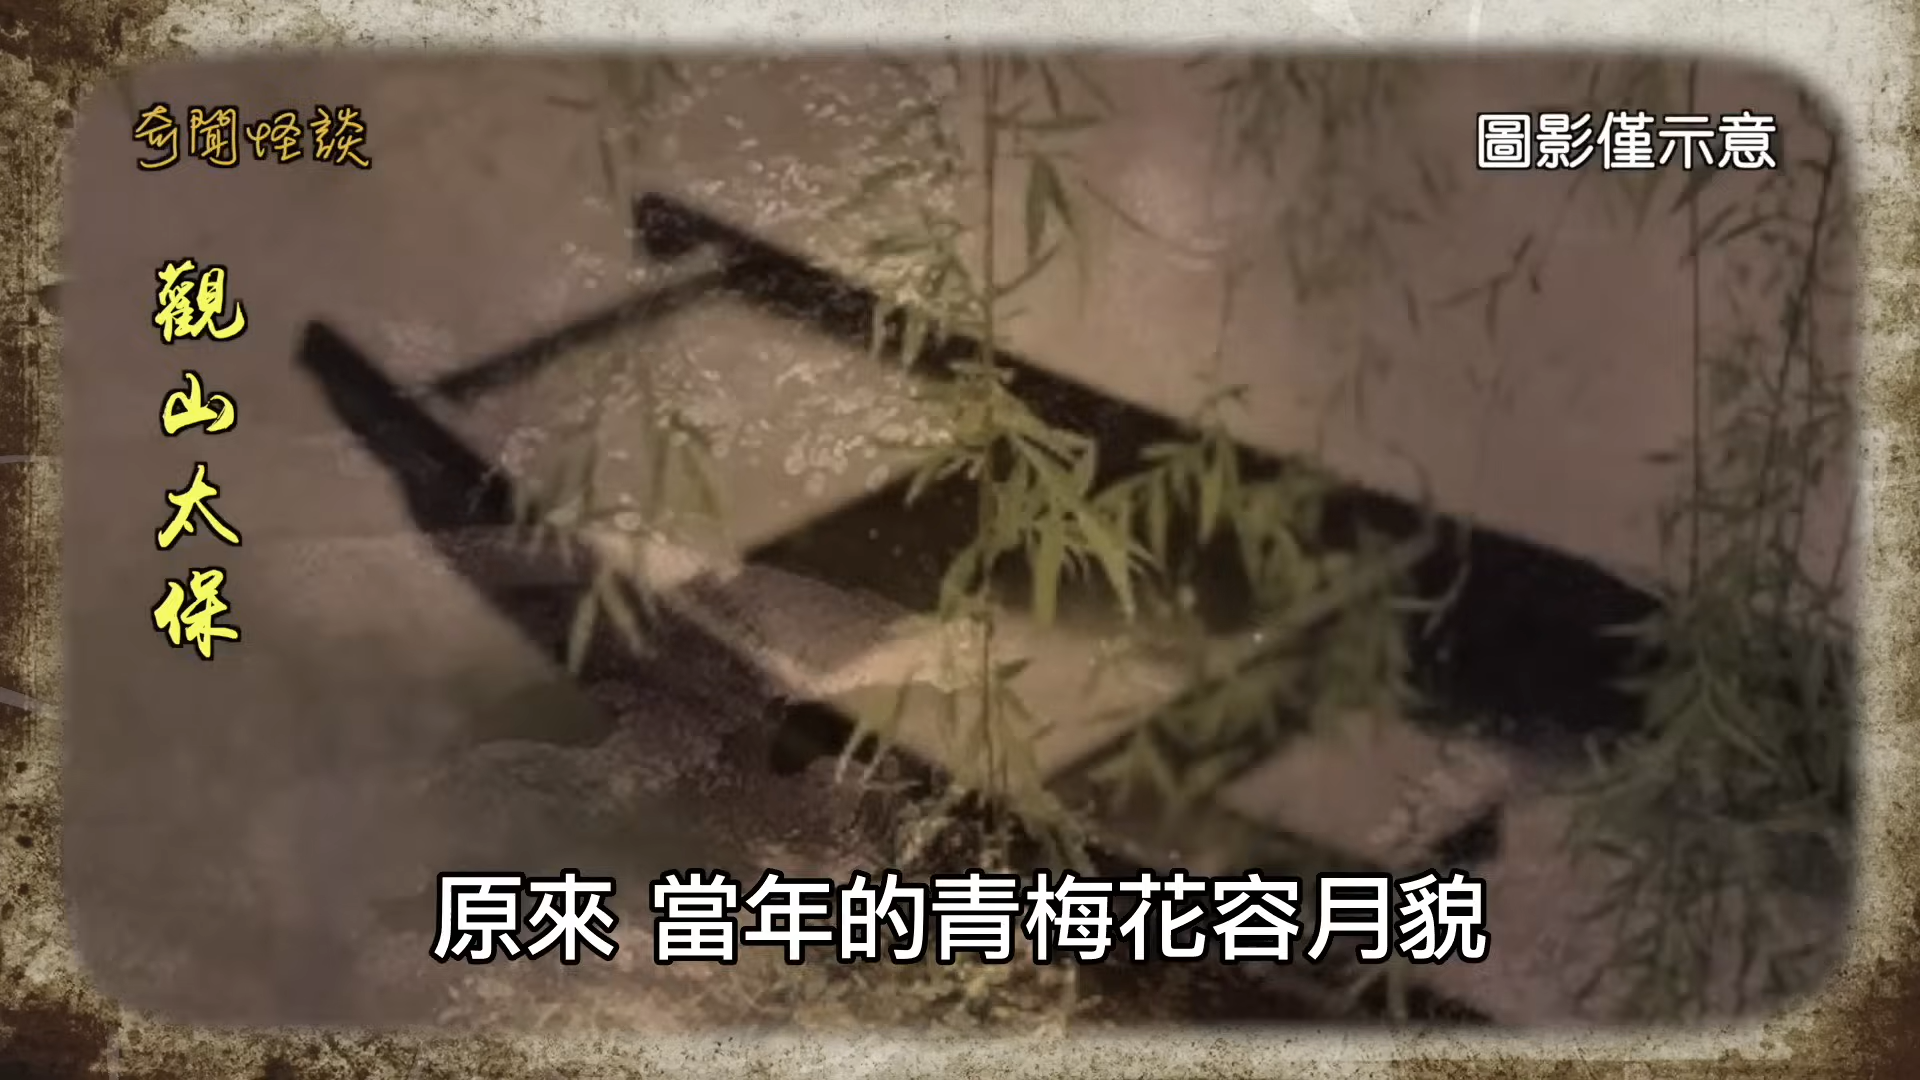 奇聞怪談
圖影僅示意
觀山太保
原來 當年的青梅花容月貌